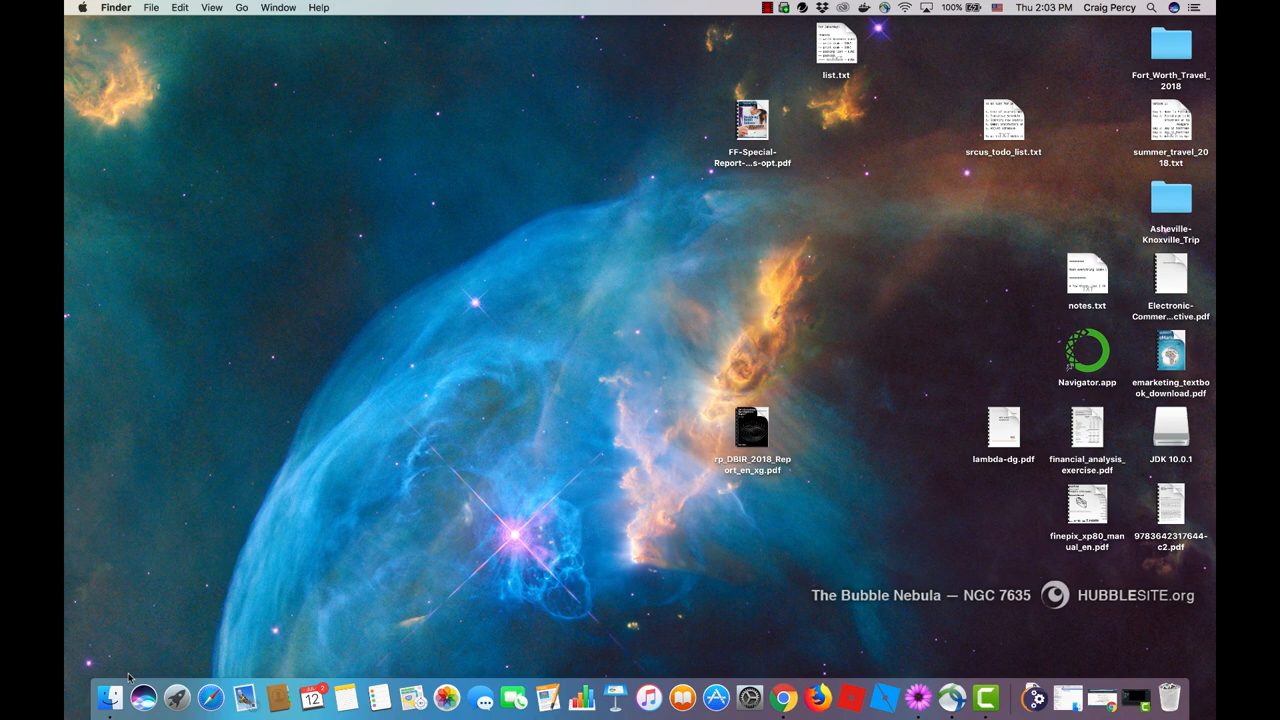 Finder File Edit View Go Window Help 100% Thu 2:03 PM Craig Percy
list.txt
Fort_Worth_Travel_
2018
FF-Special-
Report-...s-opt.pdf
srcus_todo_list.txt
summer_travel_20
18.txt
Asheville-
Knoxville_Trip
notes.txt
Electronic-
Commer...ctive.pdf
Navigator.app
emarketing_textbo
ok_download.pdf
rp_DBIR_2018_Rep
ort_en_xg.pdf
lambda-dg.pdf
financial_analysis_
exercise.pdf
JDK 10.0.1
finepix_xp80_man
ual_en.pdf
9783642317644-
c2.pdf
The Bubble Nebula — NGC 7635 HUBBLESITE.org
JUL
12
2